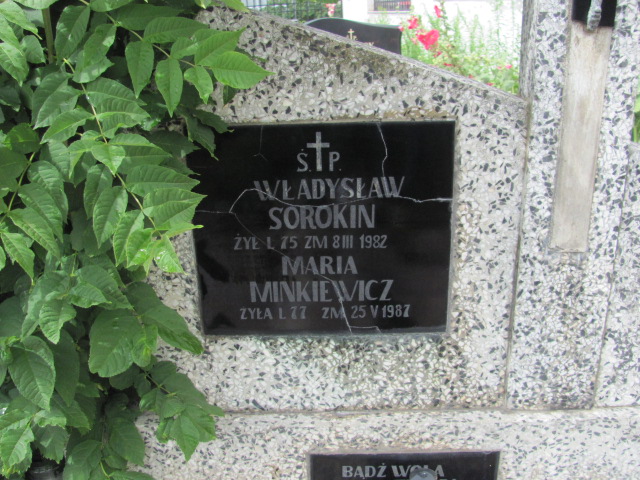 Ś P
WŁADYSŁAW
SOROKIN
ŻYŁ L 75 ZM 8 III 1982
MARIA
MINKIEWICZ
ŻYŁA L 77 ZM 25 V 1987
BĄDŹ WOLA